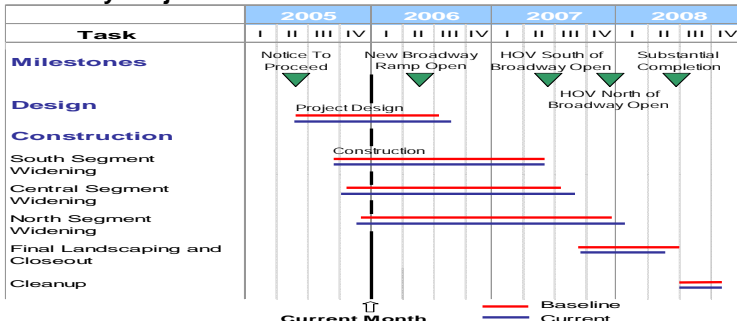 2005 2006 2007 2008
Task I II III IV I II III IV I II III IV I II III IV
Milestones
Notice To
Proceed
New Broadway
Ramp Open
HOV South of
Broadway Open
Substantial
Completion
HOV North of
Broadway Open
Design
Project Design
Construction
Construction
South Segment
Widening
Central Segment
Widening
North Segment
Widening
Final Landscaping and
Closeout
Cleanup
Baseline
Current Month
Current